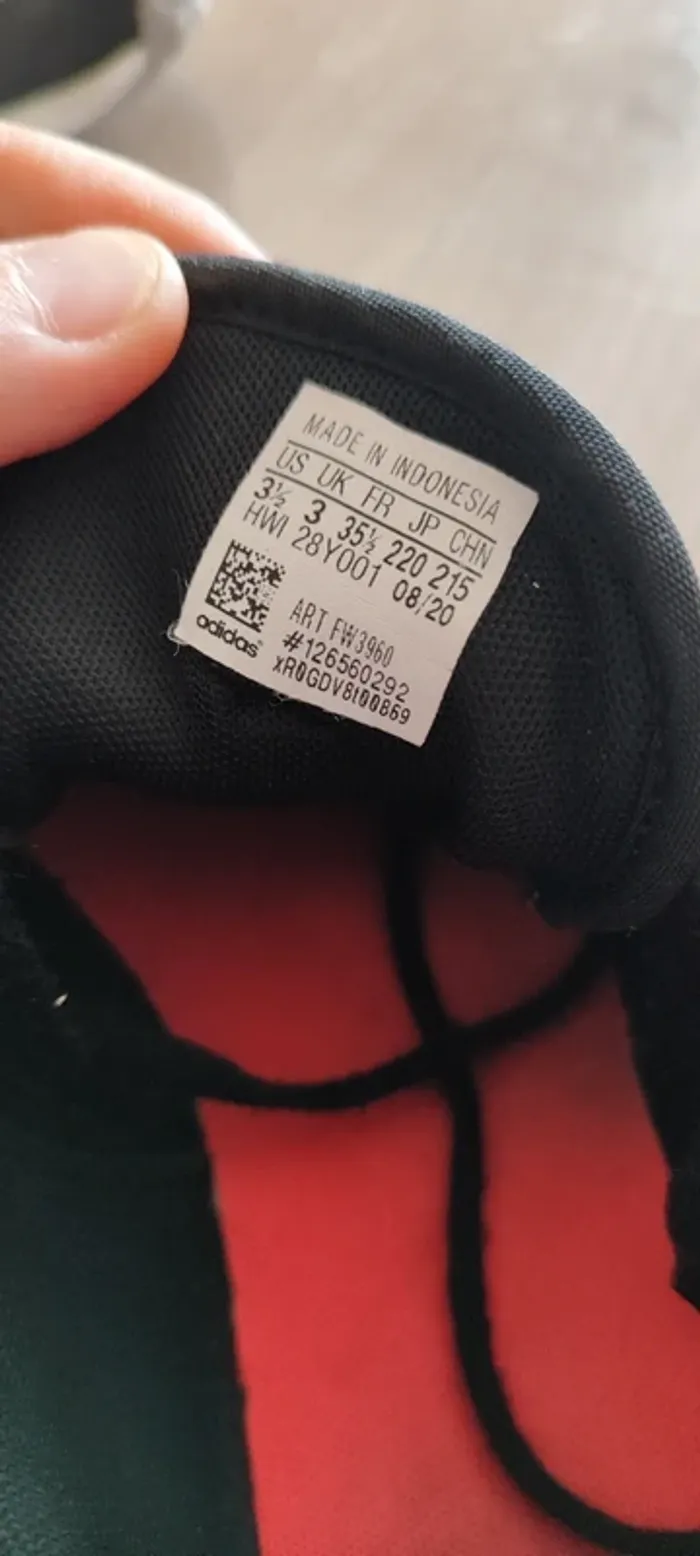 MADE IN INDONESIA
US UK FR JP CHN
3½ 3 35½ 220 215
HWI 28Y001 08/20
ART FW3960
#126560292
xR0GDV8t00869
adidas